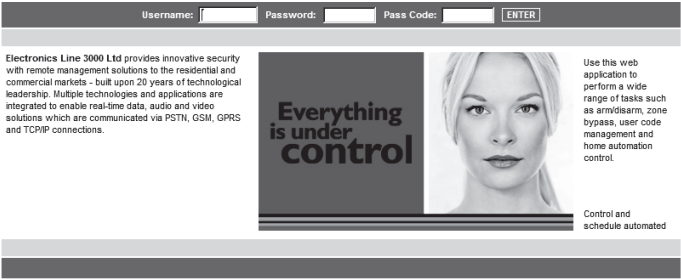 Username: Password: Pass Code: ENTER
Electronics Line 3000 Ltd provides innovative security
with remote management solutions to the residential and
commercial markets - built upon 20 years of technological
leadership. Multiple technologies and applications are
integrated to enable real-time data, audio and video
solutions which are communicated via PSTN, GSM, GPRS
and TCP/IP connections.
Everything
is under
control
Use this web
application to
perform a wide
range of tasks such
as arm/disarm, zone
bypass, user code
management and
home automation
control.
Control and
schedule automated